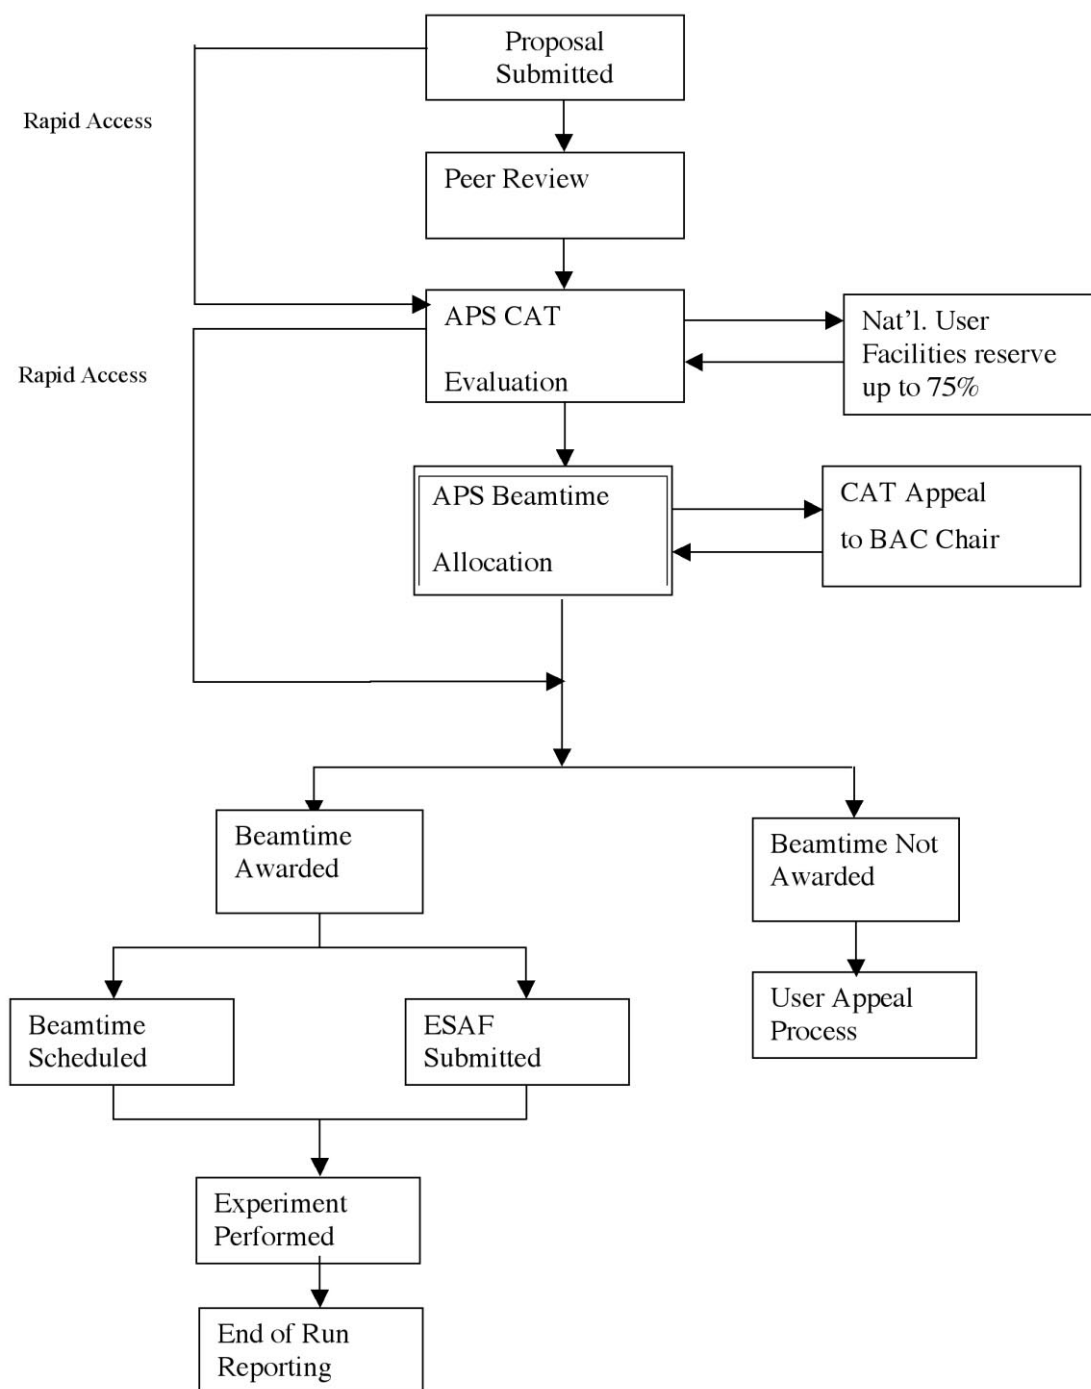 Proposal
Submitted
Rapid Access
Peer Review
APS CAT
Evaluation
Nat’l. User
Facilities reserve
up to 75%
Rapid Access
APS Beamtime
Allocation
CAT Appeal
to BAC Chair
Beamtime
Awarded
Beamtime Not
Awarded
Beamtime
Scheduled
ESAF
Submitted
User Appeal
Process
Experiment
Performed
End of Run
Reporting